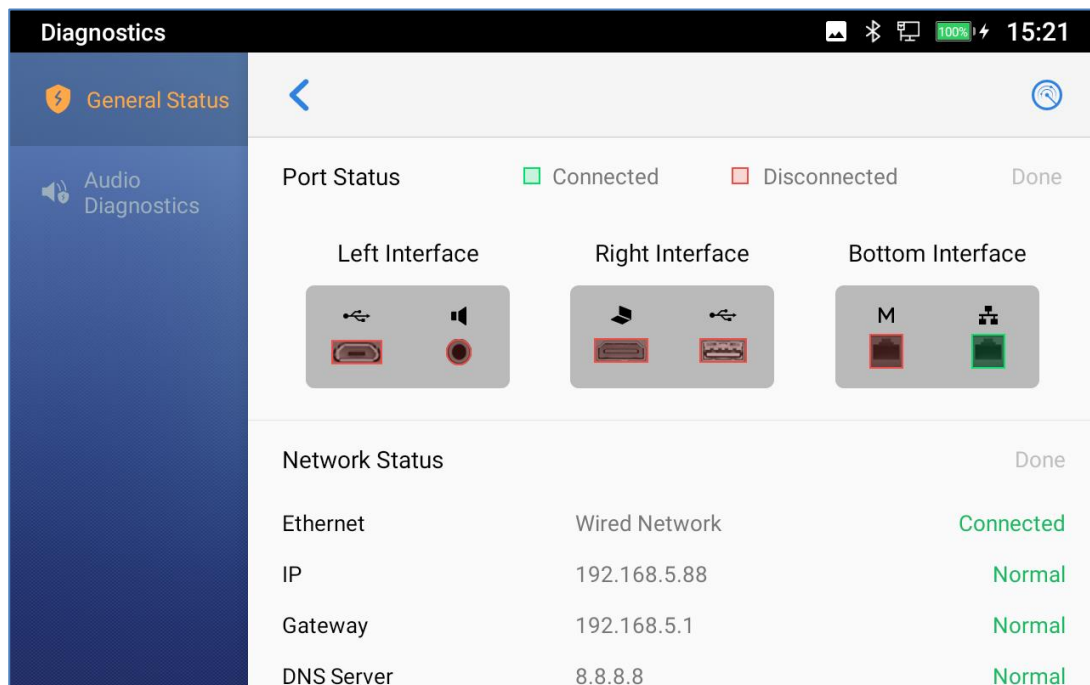 Diagnostics
100% 15:21
General Status
Audio
Diagnostics
Port Status
Connected
Disconnected
Done
Left Interface
Right Interface
Bottom Interface
M
Network Status
Done
Ethernet
Wired Network
Connected
IP
192.168.5.88
Normal
Gateway
192.168.5.1
Normal
DNS Server
8.8.8.8
Normal